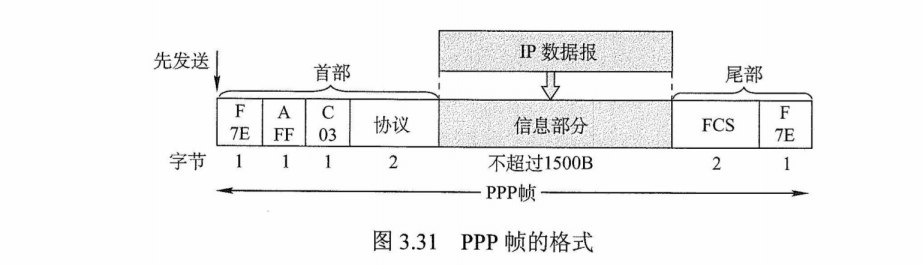 IP 数据报
先发送
首部
尾部
F
7E
A
FF
C
03
协议
信息部分
FCS
F
7E
字节
1
1
1
2
不超过1500B
2
1
PPP帧
图 3.31 PPP 帧的格式